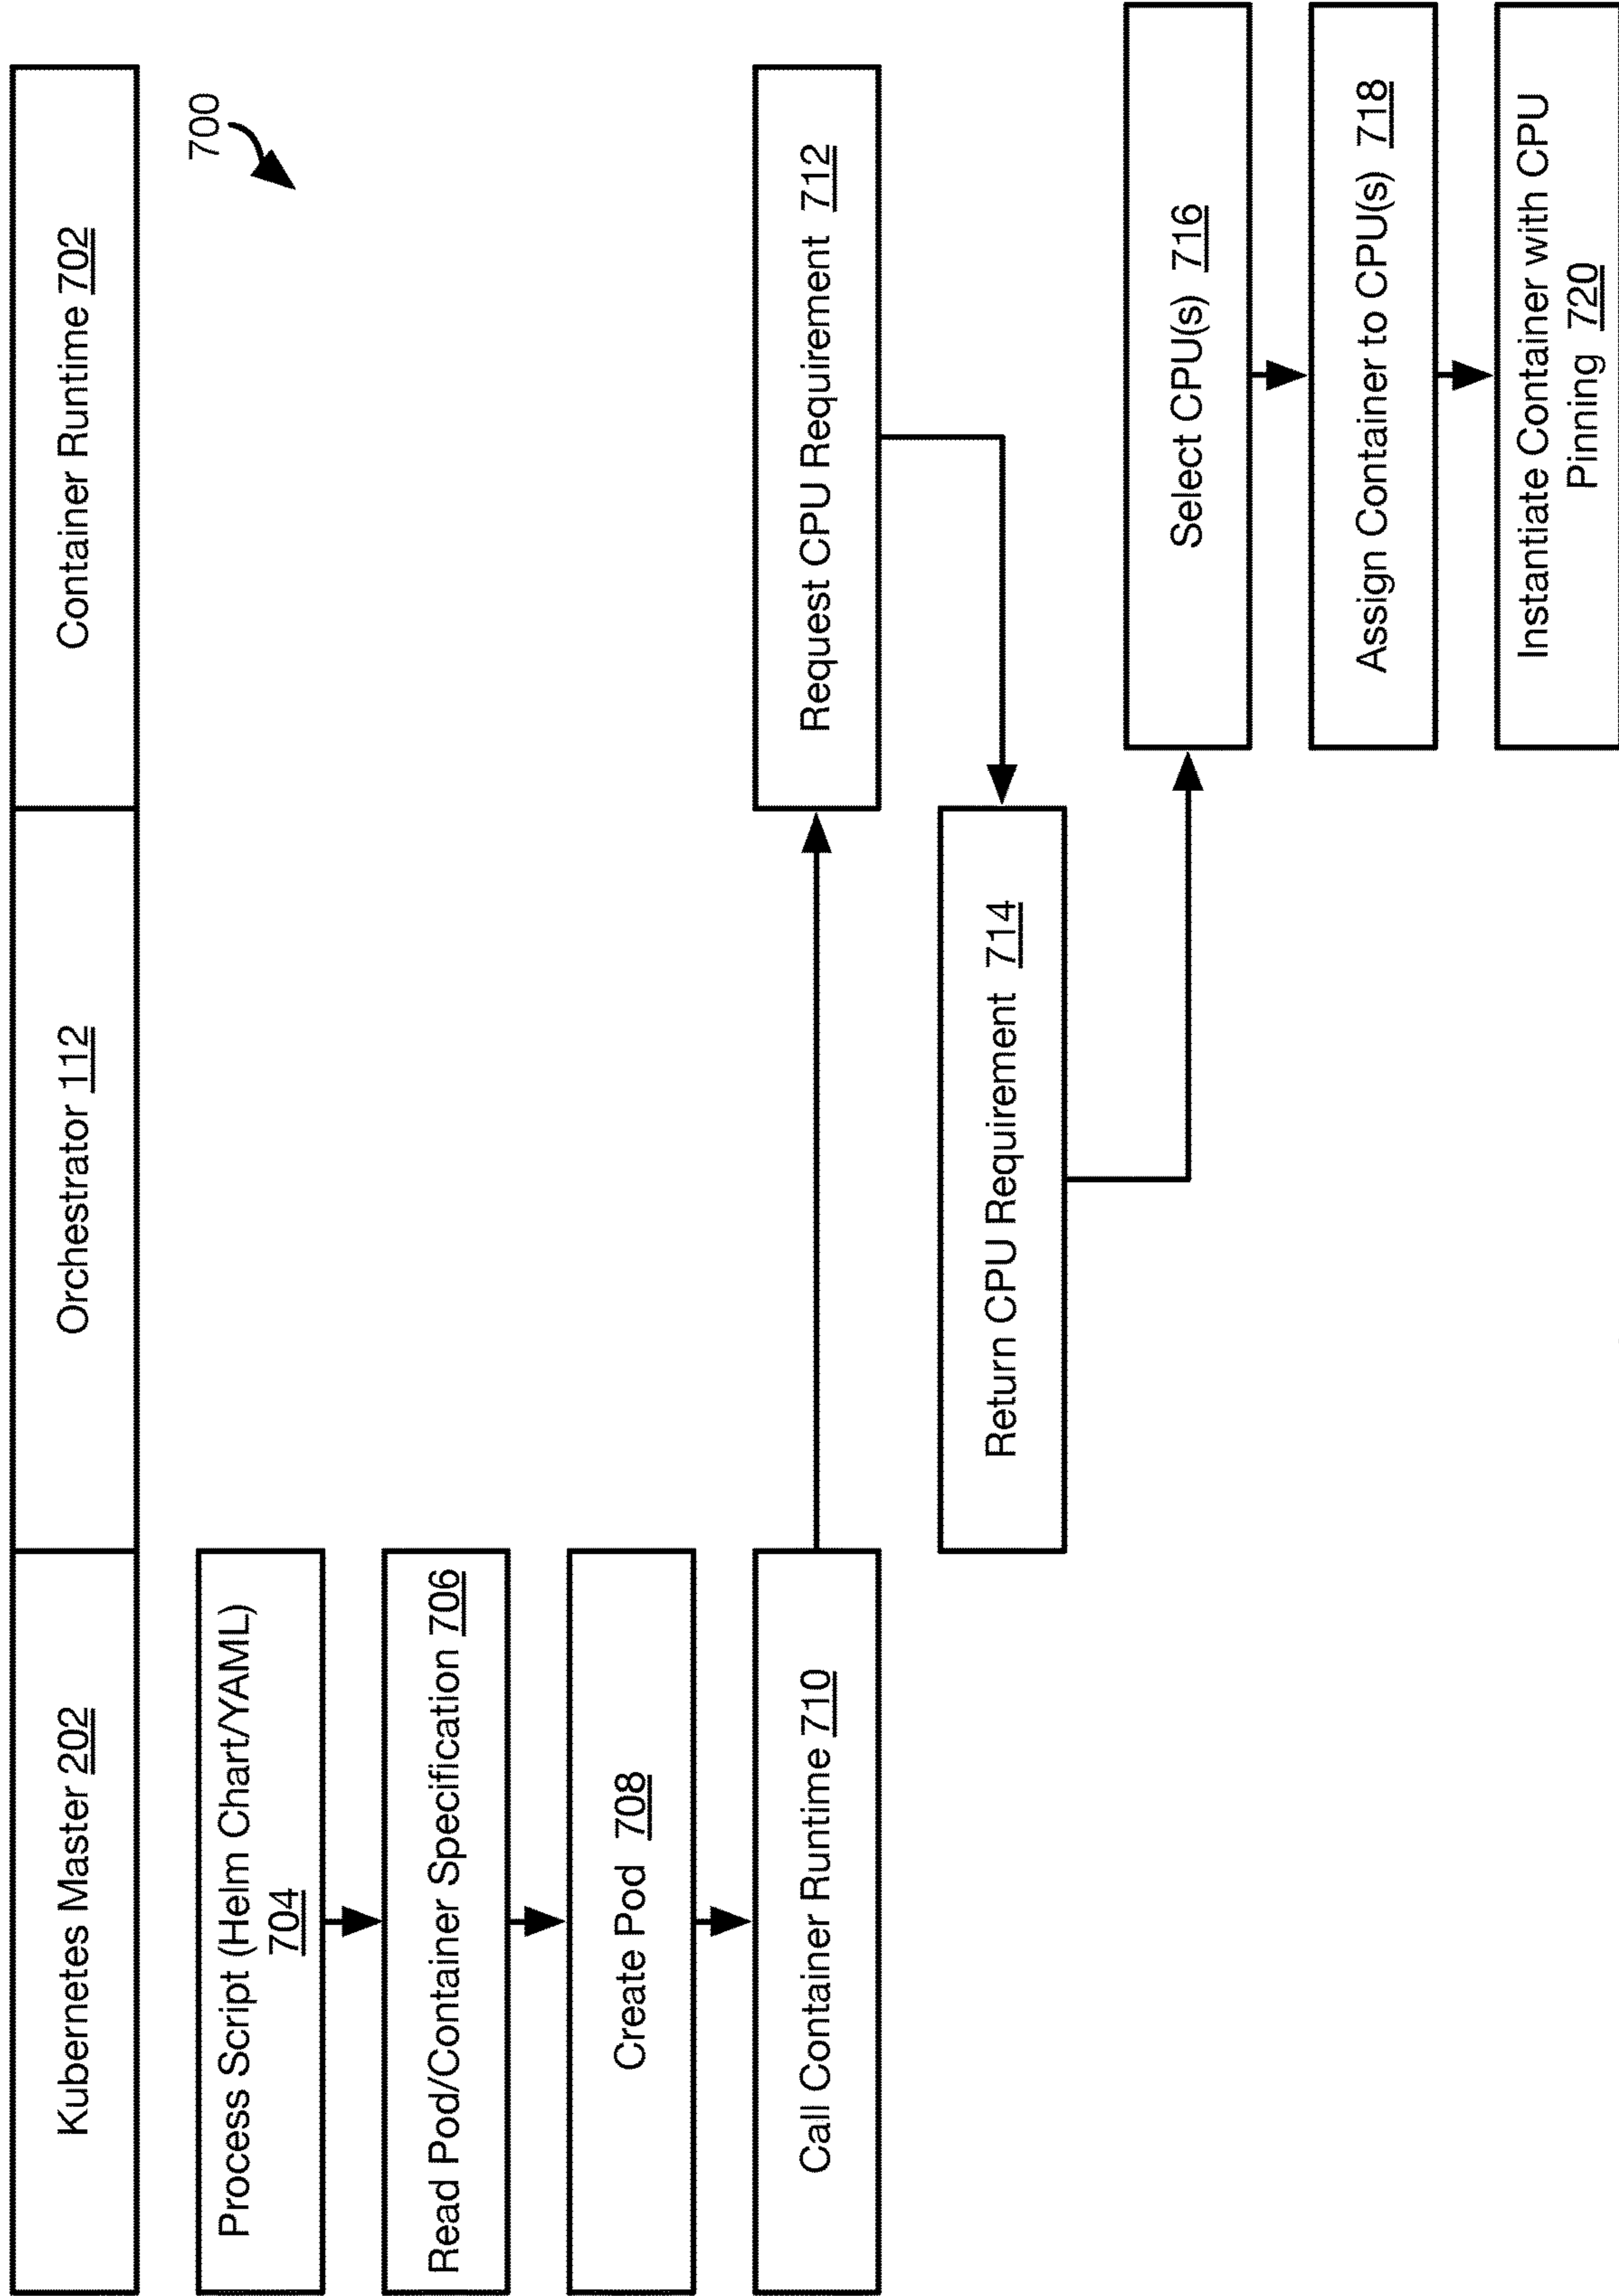 Kubernetes Master 202
Orchestrator 112
Container Runtime 702
700
Process Script (Helm Chart/YAML)
704
Read Pod/Container Specification 706
Create Pod 708
Call Container Runtime 710
Request CPU Requirement 712
Return CPU Requirement 714
Select CPU(s) 716
Assign Container to CPU(s) 718
Instantiate Container with CPU
Pinning 720